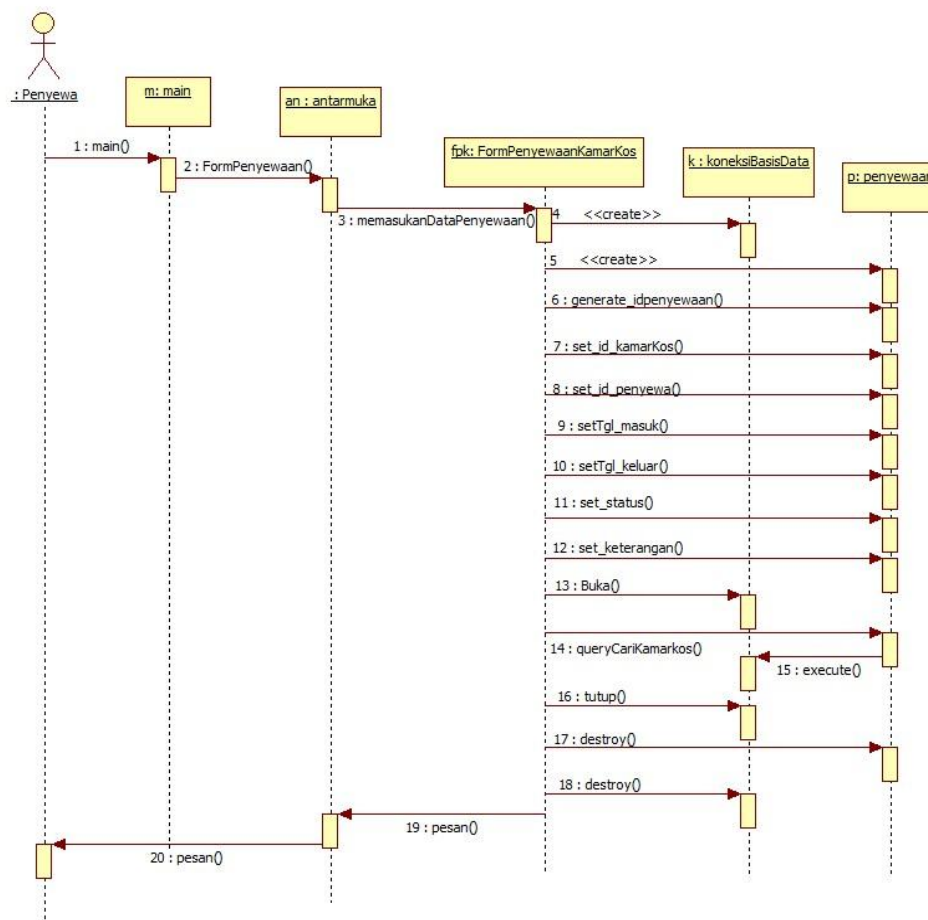 : Penyewa
m: main
an : antarmuka
fpk: FormPenyewaanKamarKos
k : koneksiBasisData
p: penyewaan
1 : main()
2 : FormPenyewaan()
3 : memasukanDataPenyewaan()
4 <<create>>
5 <<create>>
6 : generate_idpenyewaan()
7 : set_id_kamarKos()
8 : set_id_penyewa()
9 : setTgl_masuk()
10 : setTgl_keluar()
11 : set_status()
12 : set_keterangan()
13 : Buka()
14 : queryCariKamarkos()
15 : execute()
16 : tutup()
17 : destroy()
18 : destroy()
19 : pesan()
20 : pesan()